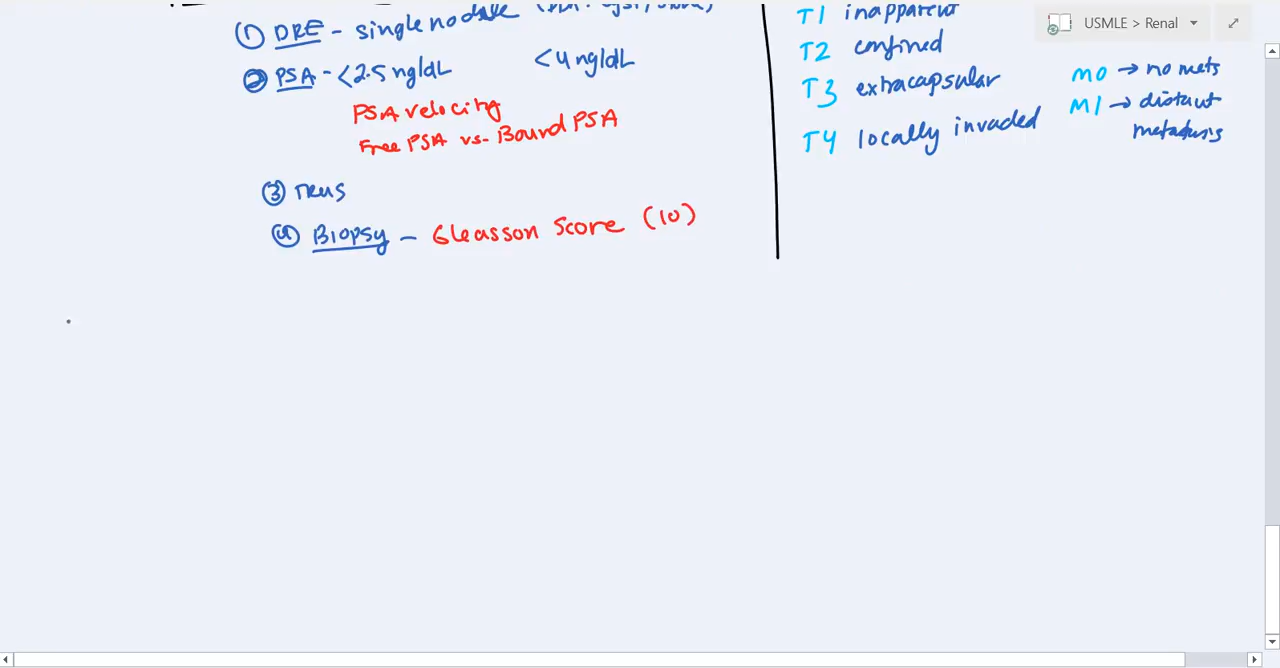 ① DRE - single nodule
② PSA - <2.5 ng/dL <4 ng/dL
PSA velocity
Free PSA vs. Bound PSA
③ TRUS
④ Biopsy - Gleasson Score (10)
T1 inapparent
T2 confined
T3 extracapsular
T4 locally invaded
M0 → no mets
M1 → distant
metastasis
USMLE > Renal